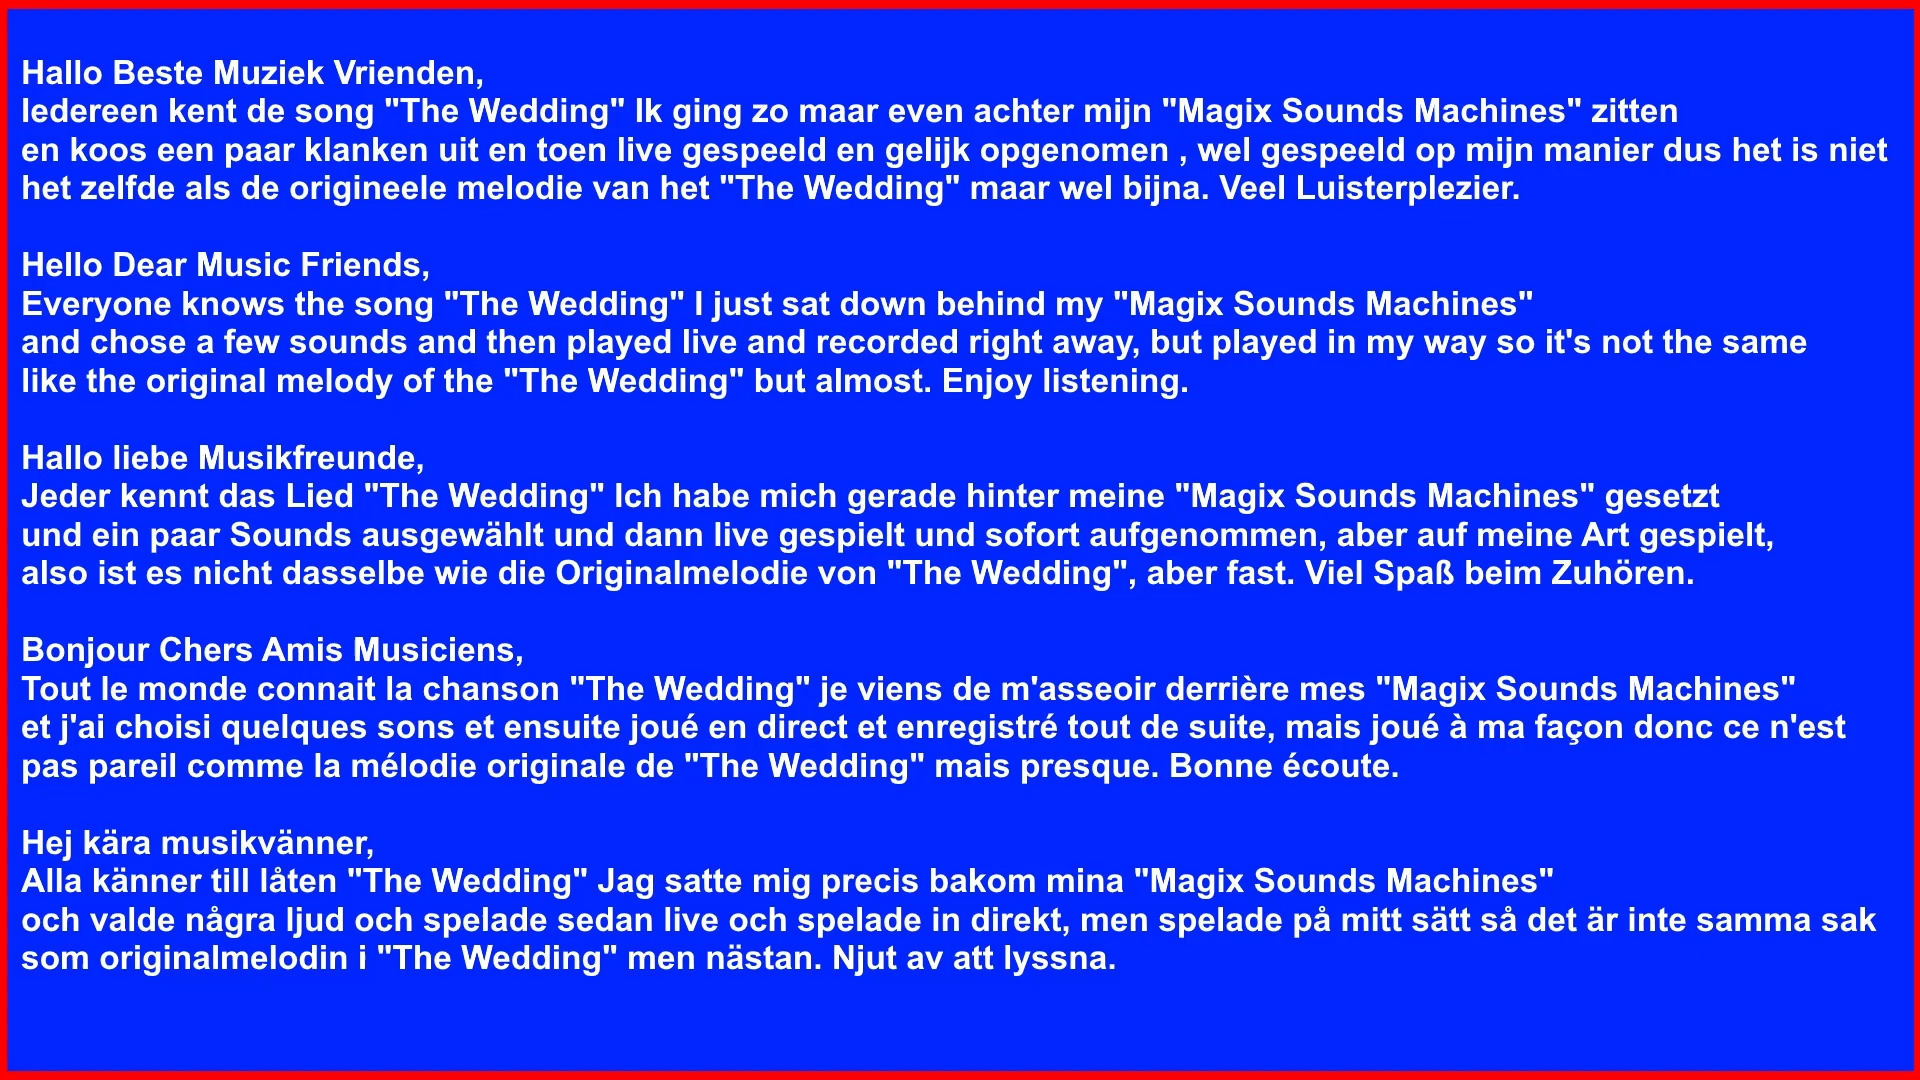 Hallo Beste Muziek Vrienden,
Iedereen kent de song "The Wedding" Ik ging zo maar even achter mijn "Magix Sounds Machines" zitten
en koos een paar klanken uit en toen live gespeeld en gelijk opgenomen , wel gespeeld op mijn manier dus het is niet
het zelfde als de origineele melodie van het "The Wedding" maar wel bijna. Veel Luisterplezier.
Hello Dear Music Friends,
Everyone knows the song "The Wedding" I just sat down behind my "Magix Sounds Machines"
and chose a few sounds and then played live and recorded right away, but played in my way so it's not the same
like the original melody of the "The Wedding" but almost. Enjoy listening.
Hallo liebe Musikfreunde,
Jeder kennt das Lied "The Wedding" Ich habe mich gerade hinter meine "Magix Sounds Machines" gesetzt
und ein paar Sounds ausgewählt und dann live gespielt und sofort aufgenommen, aber auf meine Art gespielt,
also ist es nicht dasselbe wie die Originalmelodie von "The Wedding", aber fast. Viel Spaß beim Zuhören.
Bonjour Chers Amis Musiciens,
Tout le monde connait la chanson "The Wedding" je viens de m'asseoir derrière mes "Magix Sounds Machines"
et j'ai choisi quelques sons et ensuite joué en direct et enregistré tout de suite, mais joué à ma façon donc ce n'est
pas pareil comme la mélodie originale de "The Wedding" mais presque. Bonne écoute.
Hej kära musikvänner,
Alla känner till låten "The Wedding" Jag satte mig precis bakom mina "Magix Sounds Machines"
och valde några ljud och spelade sedan live och spelade in direkt, men spelade på mitt sätt så det är inte samma sak
som originalmelodin i "The Wedding" men nästan. Njut av att lyssna.